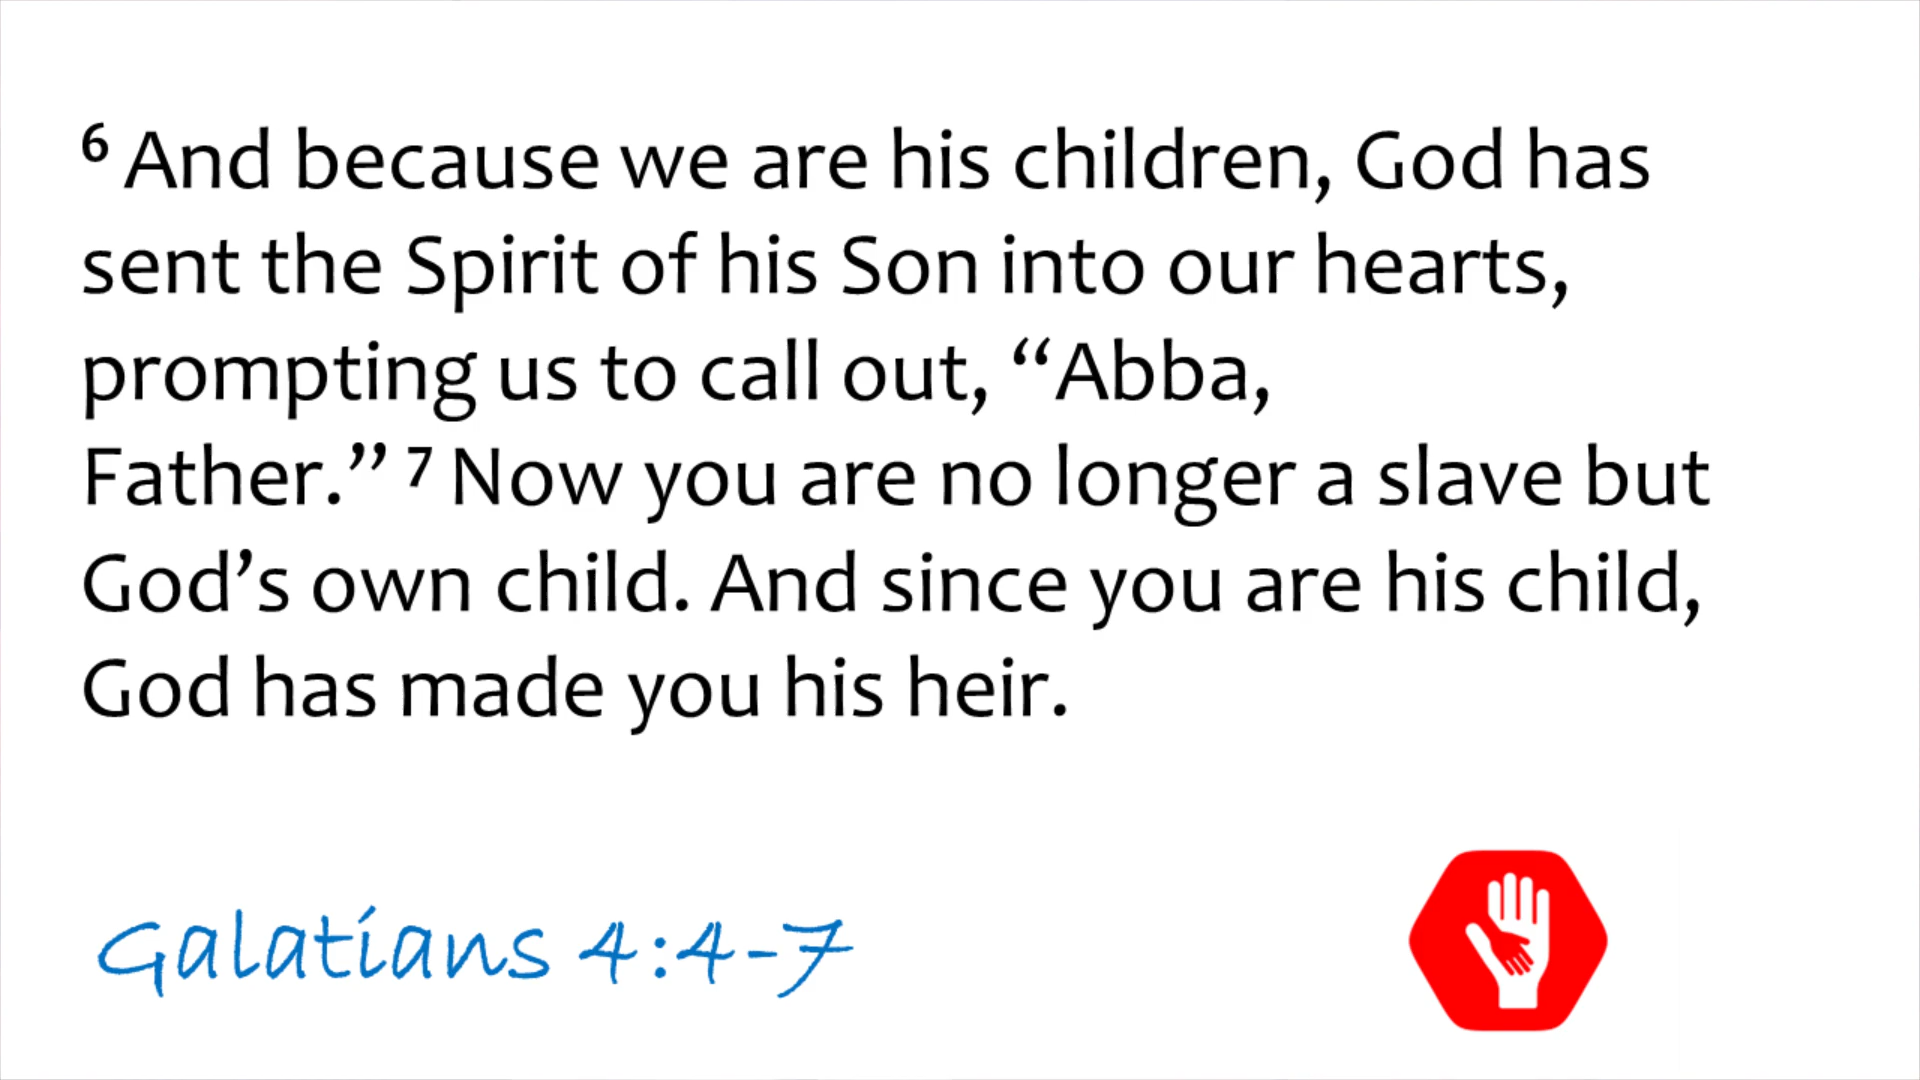 ⁶ And because we are his children, God has
sent the Spirit of his Son into our hearts,
prompting us to call out, “Abba,
Father.” ⁷ Now you are no longer a slave but
God’s own child. And since you are his child,
God has made you his heir.
Galatians 4:4-7